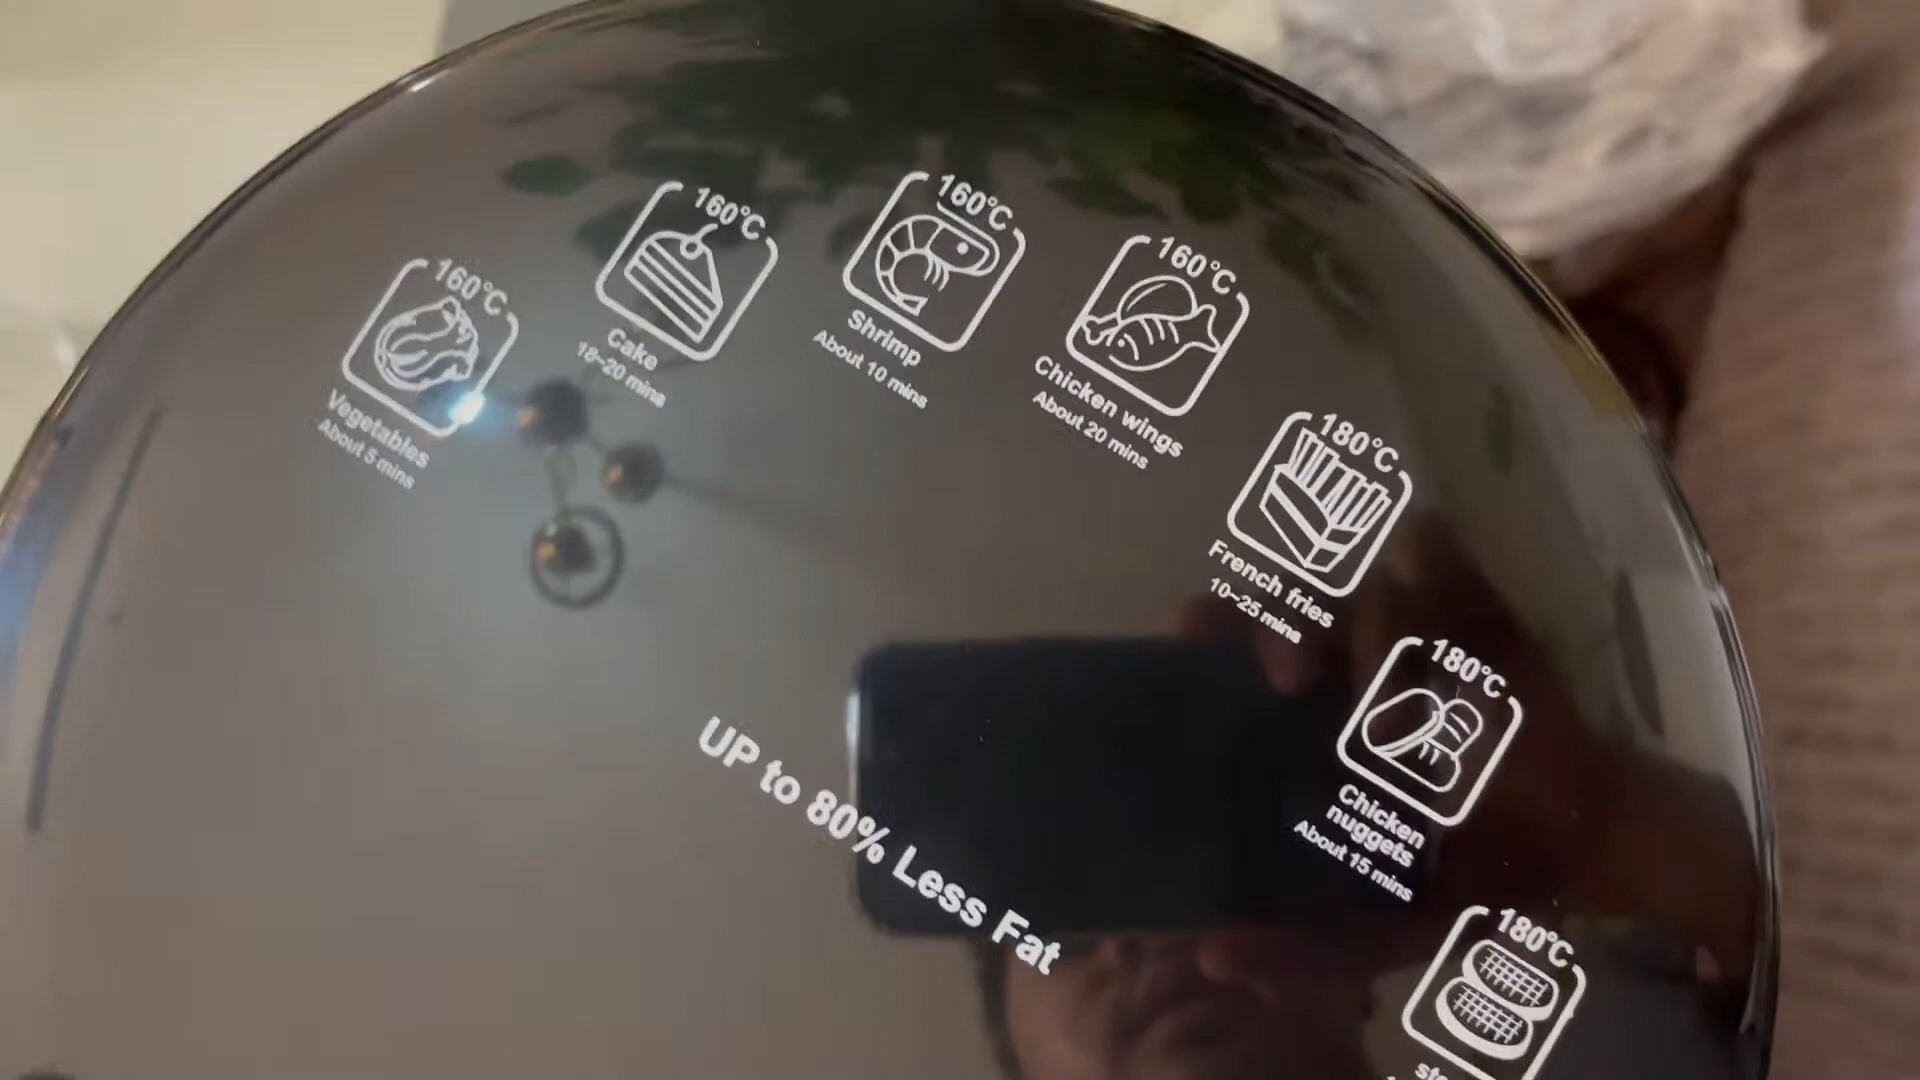 160°C
Vegetables
About 5 mins
160°C
Cake
18~20 mins
160°C
Shrimp
About 10 mins
160°C
Chicken wings
About 20 mins
180°C
French fries
10~25 mins
180°C
Chicken
nuggets
About 15 mins
180°C
UP to 80% Less Fat